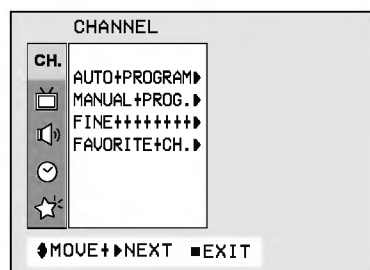 CHANNEL
CH.
AUTO+PROGRAM▶
MANUAL+PROG.▶
FINE++++++++▶
FAVORITE+CH.▶
♦MOVE+▶NEXT ■EXIT